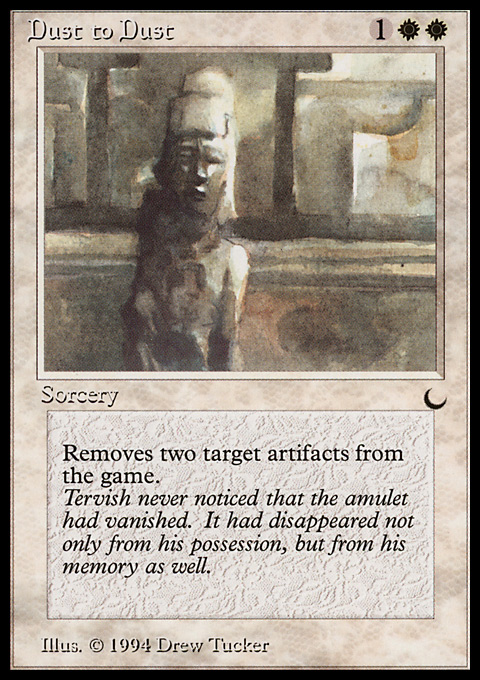 Dust to Dust 1
Sorcery
Removes two target artifacts from
the game.
Tervish never noticed that the amulet
had vanished.  It had disappeared not
only from his possession, but from his
memory as well.
Illus. © 1994 Drew Tucker